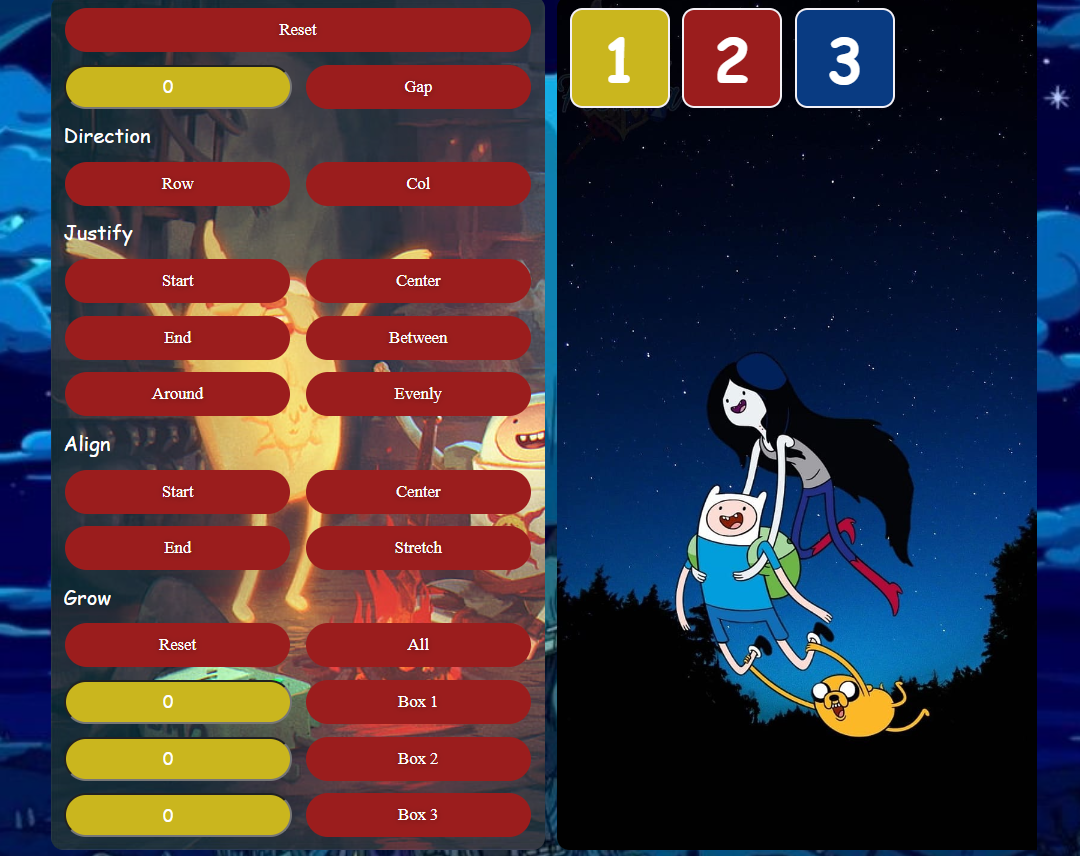 Reset
0 Gap
Direction
Row Col
Justify
Start Center
End Between
Around Evenly
Align
Start Center
End Stretch
Grow
Reset All
0 Box 1
0 Box 2
0 Box 3
1 2 3